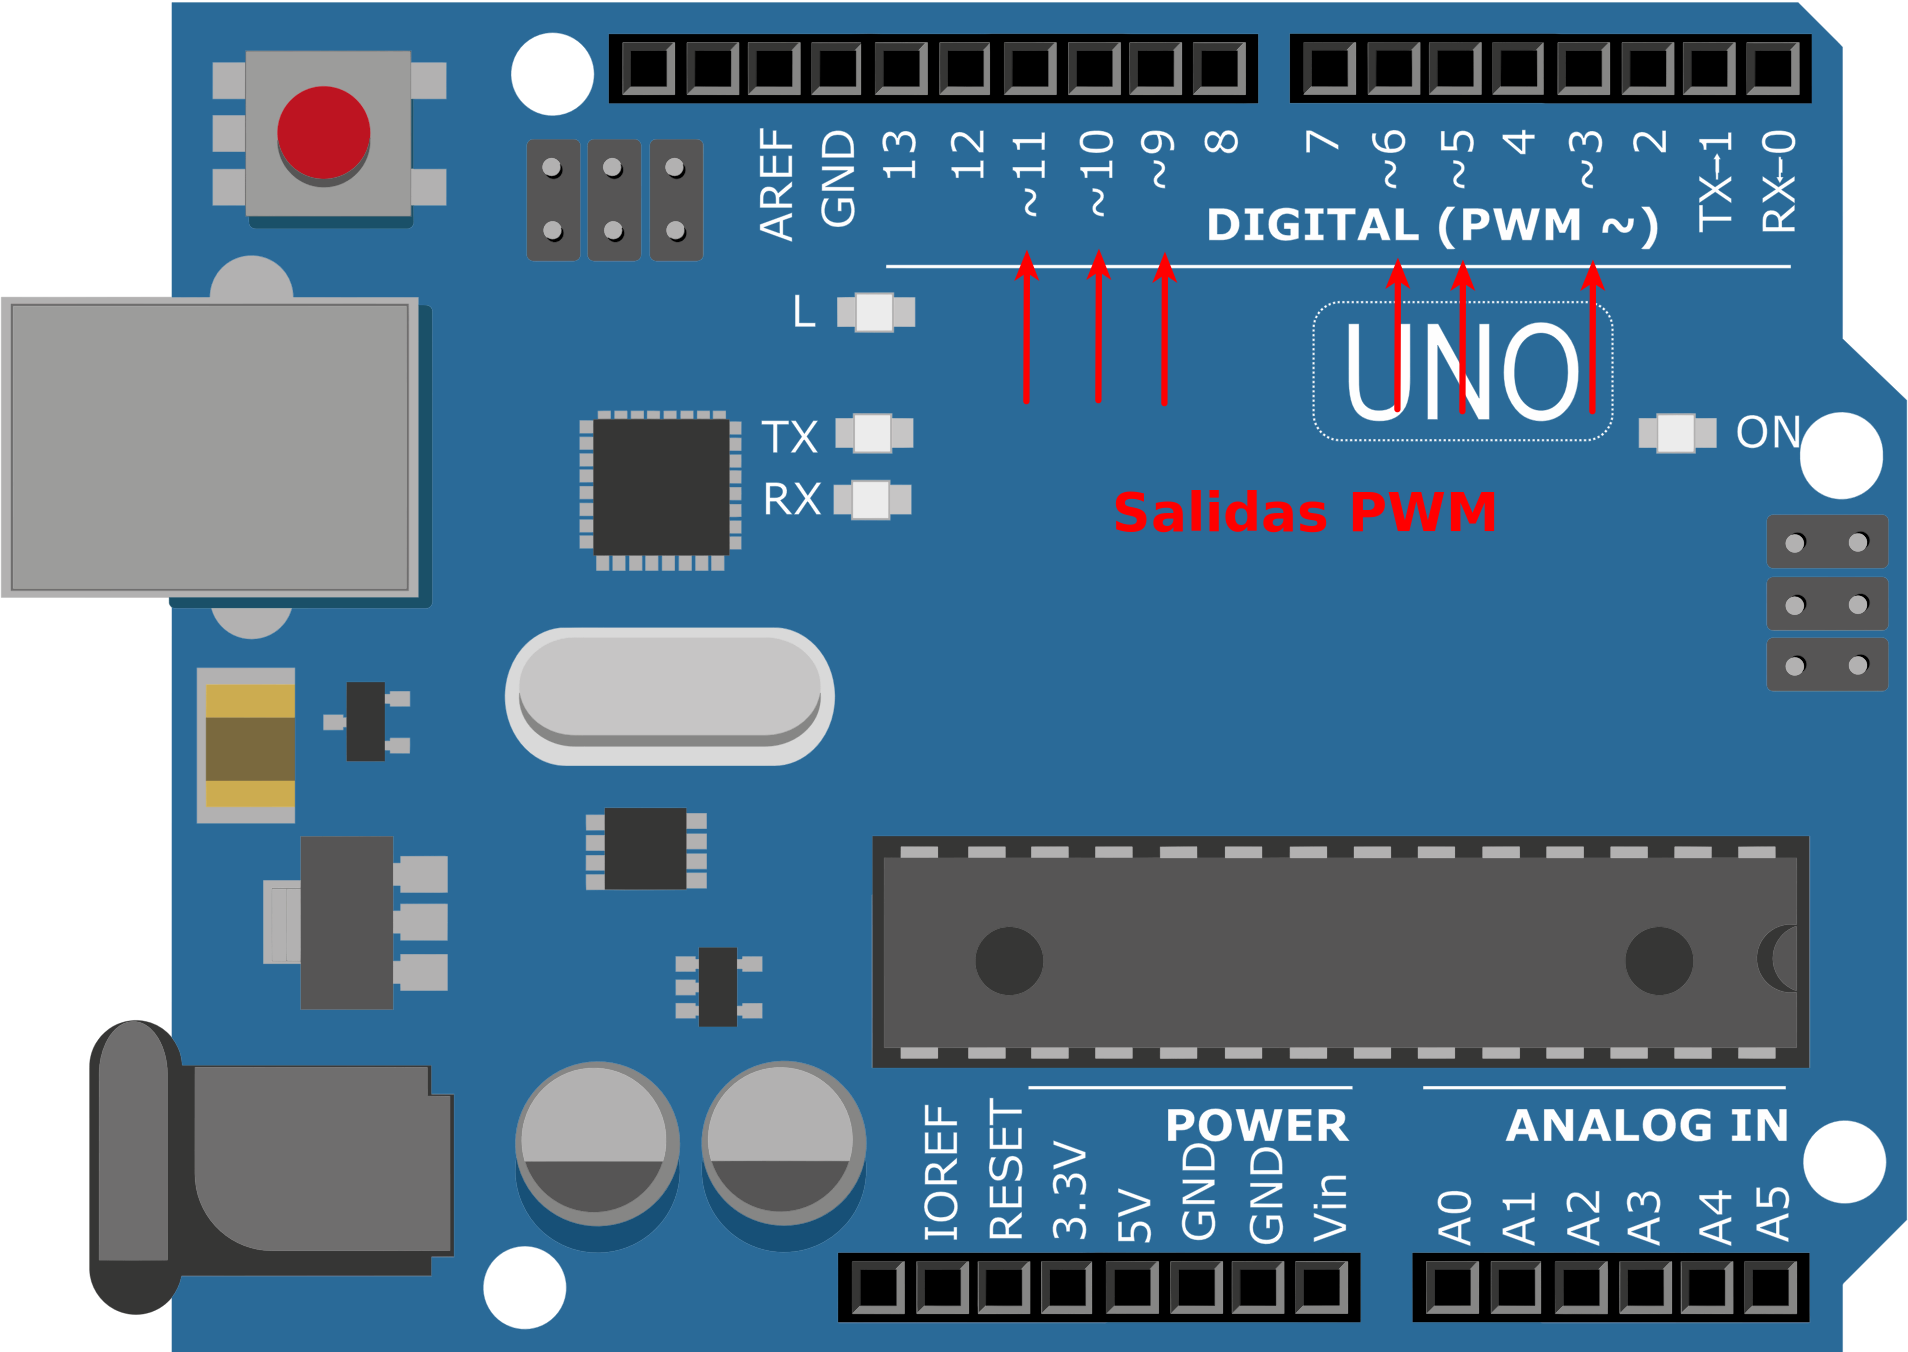 AREF
GND
13
12
~11
~10
~9
8
7
~6
~5
4
~3
2
TX→1
RX←0
DIGITAL (PWM ~)
L
UNO
TX
ON
RX
Salidas PWM
POWER
ANALOG IN
IOREF
RESET
3.3V
5V
GND
GND
Vin
A0
A1
A2
A3
A4
A5